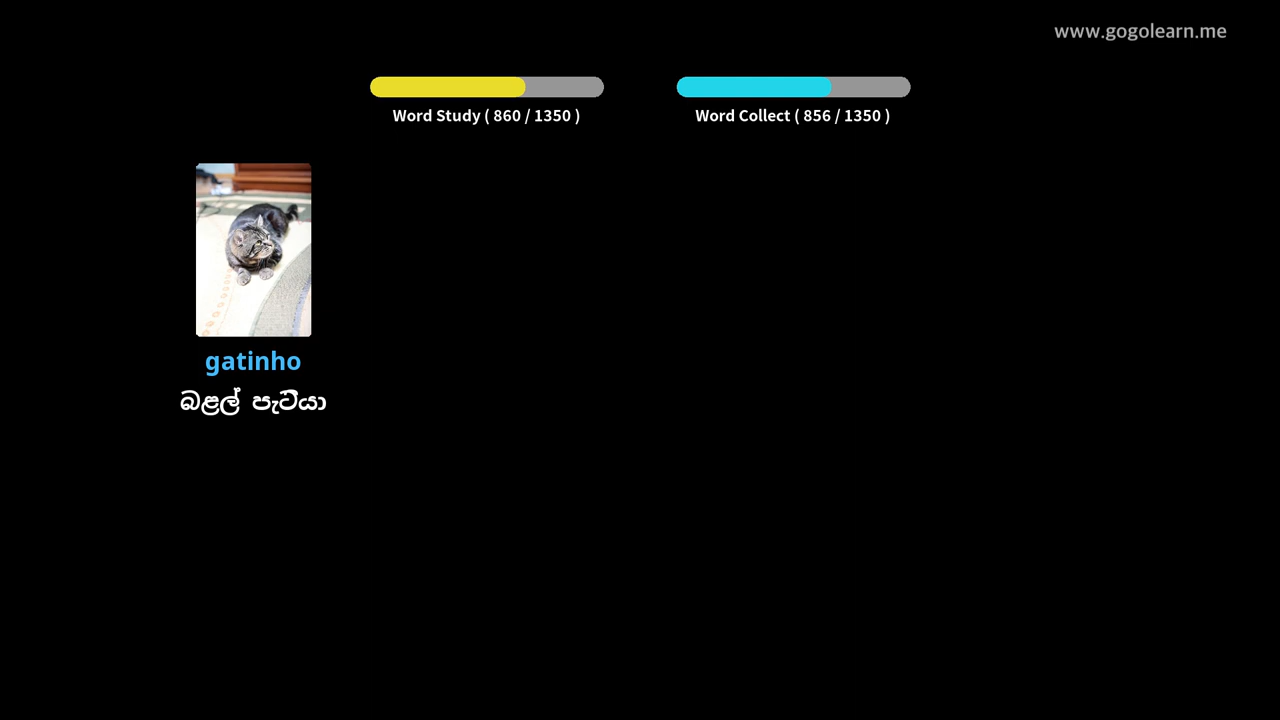 www.gogolearn.me
Word Study ( 860 / 1350 )
Word Collect ( 856 / 1350 )
gatinho
බළල් පැටියා